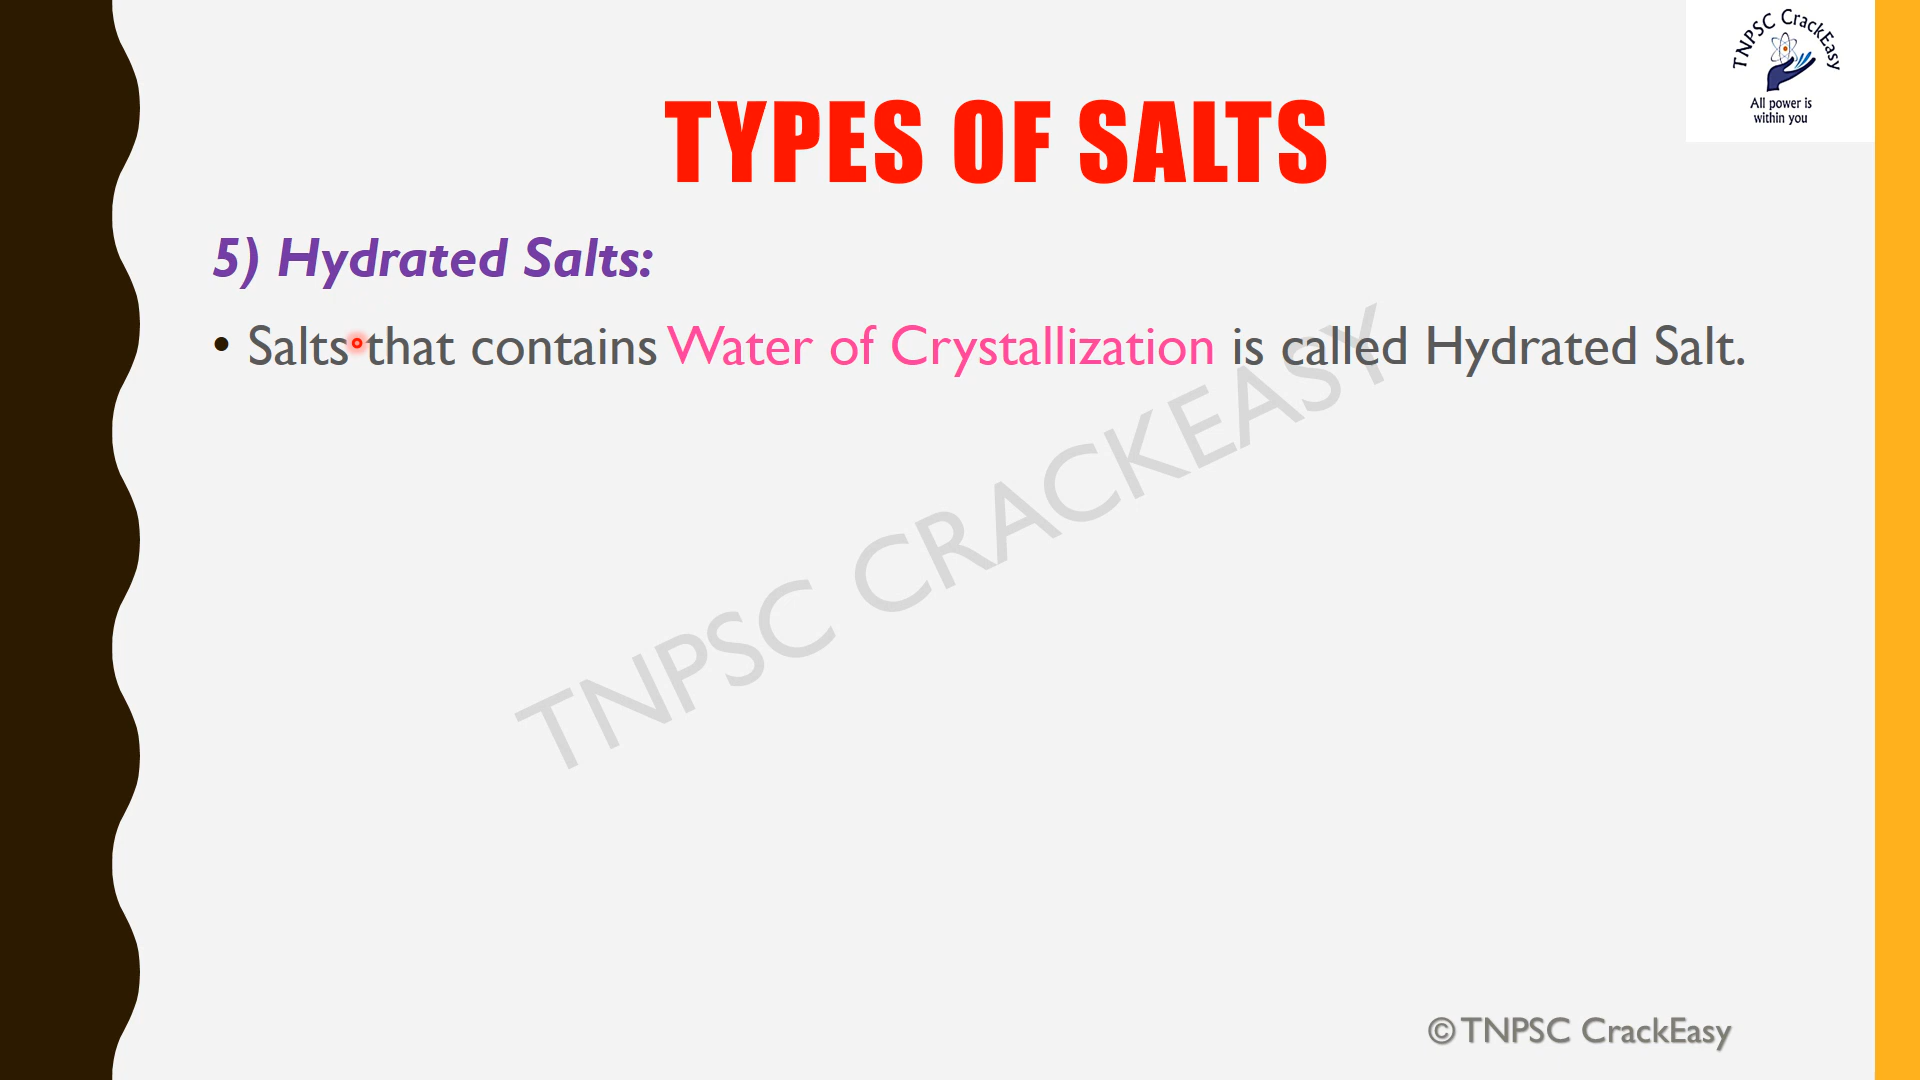 TNPSC CrackEasy
All power is
within you
TYPES OF SALTS
5) Hydrated Salts:
• Salts that contains Water of Crystallization is called Hydrated Salt.
TNPSC CRACKEASY
© TNPSC CrackEasy